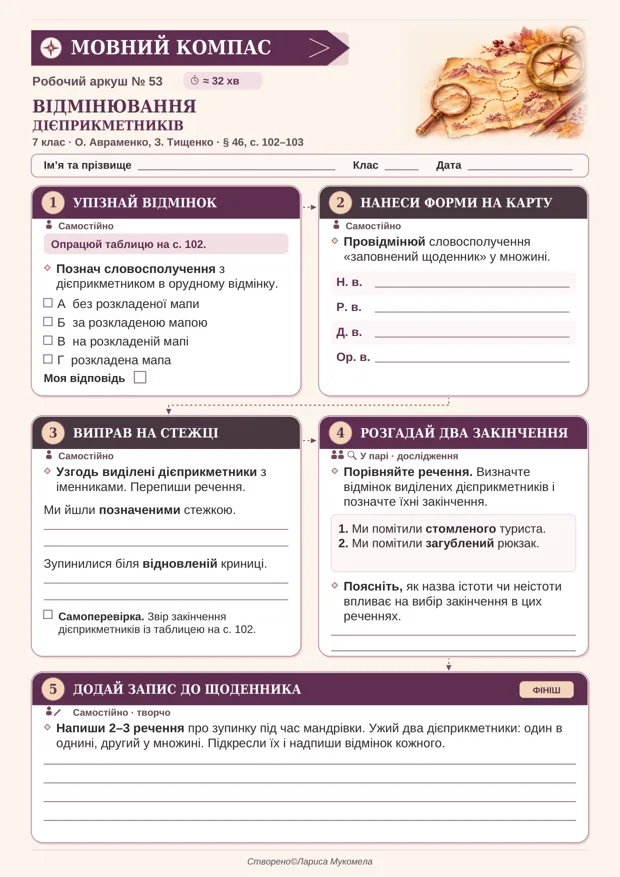 МОВНИЙ КОМПАС
Робочий аркуш № 53
≈ 32 хв
ВІДМІНЮВАННЯ
ДІЄПРИКМЕТНИКІВ
7 клас · О. Авраменко, З. Тищенко · § 46, с. 102–103
Ім’я та прізвище
Клас
Дата
1 УПІЗНАЙ ВІДМІНОК
Самостійно
Опрацюй таблицю на с. 102.
Познач словосполучення з
дієприкметником в орудному відмінку.
А без розкладеної мапи
Б за розкладеною мапою
В на розкладеній мапі
Г розкладена мапа
Моя відповідь
2 НАНЕСИ ФОРМИ НА КАРТУ
Самостійно
Провідмінюй словосполучення
«заповнений щоденник» у множині.
Н. в.
Р. в.
Д. в.
Ор. в.
3 ВИПРАВ НА СТЕЖЦІ
Самостійно
Узгодь виділені дієприкметники з
іменниками. Перепиши речення.
Ми йшли позначеними стежкою.
Зупинилися біля відновленій криниці.
Самоперевірка. Звір закінчення
дієприкметників із таблицею на с. 102.
4 РОЗГАДАЙ ДВА ЗАКІНЧЕННЯ
У парі · дослідження
Порівняйте речення. Визначте
відмінок виділених дієприкметників і
позначте їхні закінчення.
1. Ми помітили стомленого туриста.
2. Ми помітили загублений рюкзак.
Поясніть, як назва істоти чи неістоти
впливає на вибір закінчення в цих
реченнях.
5 ДОДАЙ ЗАПИС ДО ЩОДЕННИКА
ФІНІШ
Самостійно · творчо
Напиши 2–3 речення про зупинку під час мандрівки. Ужий два дієприкметники: один в
однині, другий у множині. Підкресли їх і надпиши відмінок кожного.
Створено©Лариса Мукомела